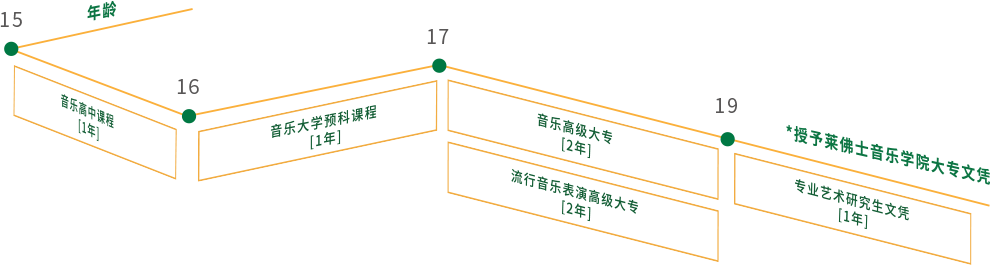 年龄
15
音乐高中课程
[1年]
16
音乐大学预科课程
[1年]
17
音乐高级大专
[2年]
流行音乐表演高级大专
[2年]
19
*授予莱佛士音乐学院大专文凭
专业艺术研究生文凭
[1年]